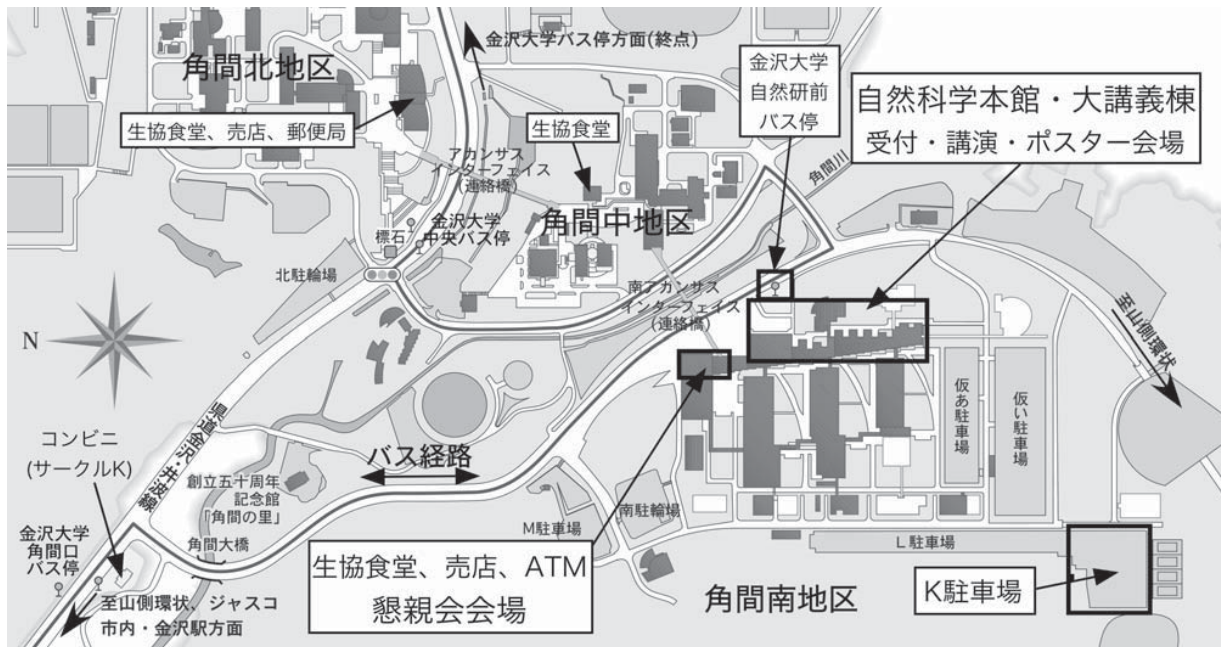 金沢大学バス停方面(終点)
角間北地区
生協食堂、売店、郵便局
生協食堂
金沢大学
自然研前
バス停
自然科学本館・大講義棟
受付・講演・ポスター会場
アカンサス
インターフェイス
(連絡橋)
角間川
角間中地区
金沢大学
中央バス停
標石
北駐輪場
南アカンサス
インターフェイス
(連絡橋)
至山側環状
N
県道金沢・井波線
仮あ駐車場
仮い駐車場
コンビニ
(サークルK)
バス経路
創立五十周年
記念館
「角間の里」
金沢大学
角間口
バス停
角間大橋
M駐車場
南駐輪場
L駐車場
生協食堂、売店、ATM
懇親会会場
角間南地区
K駐車場
至山側環状、ジャスコ
市内・金沢駅方面